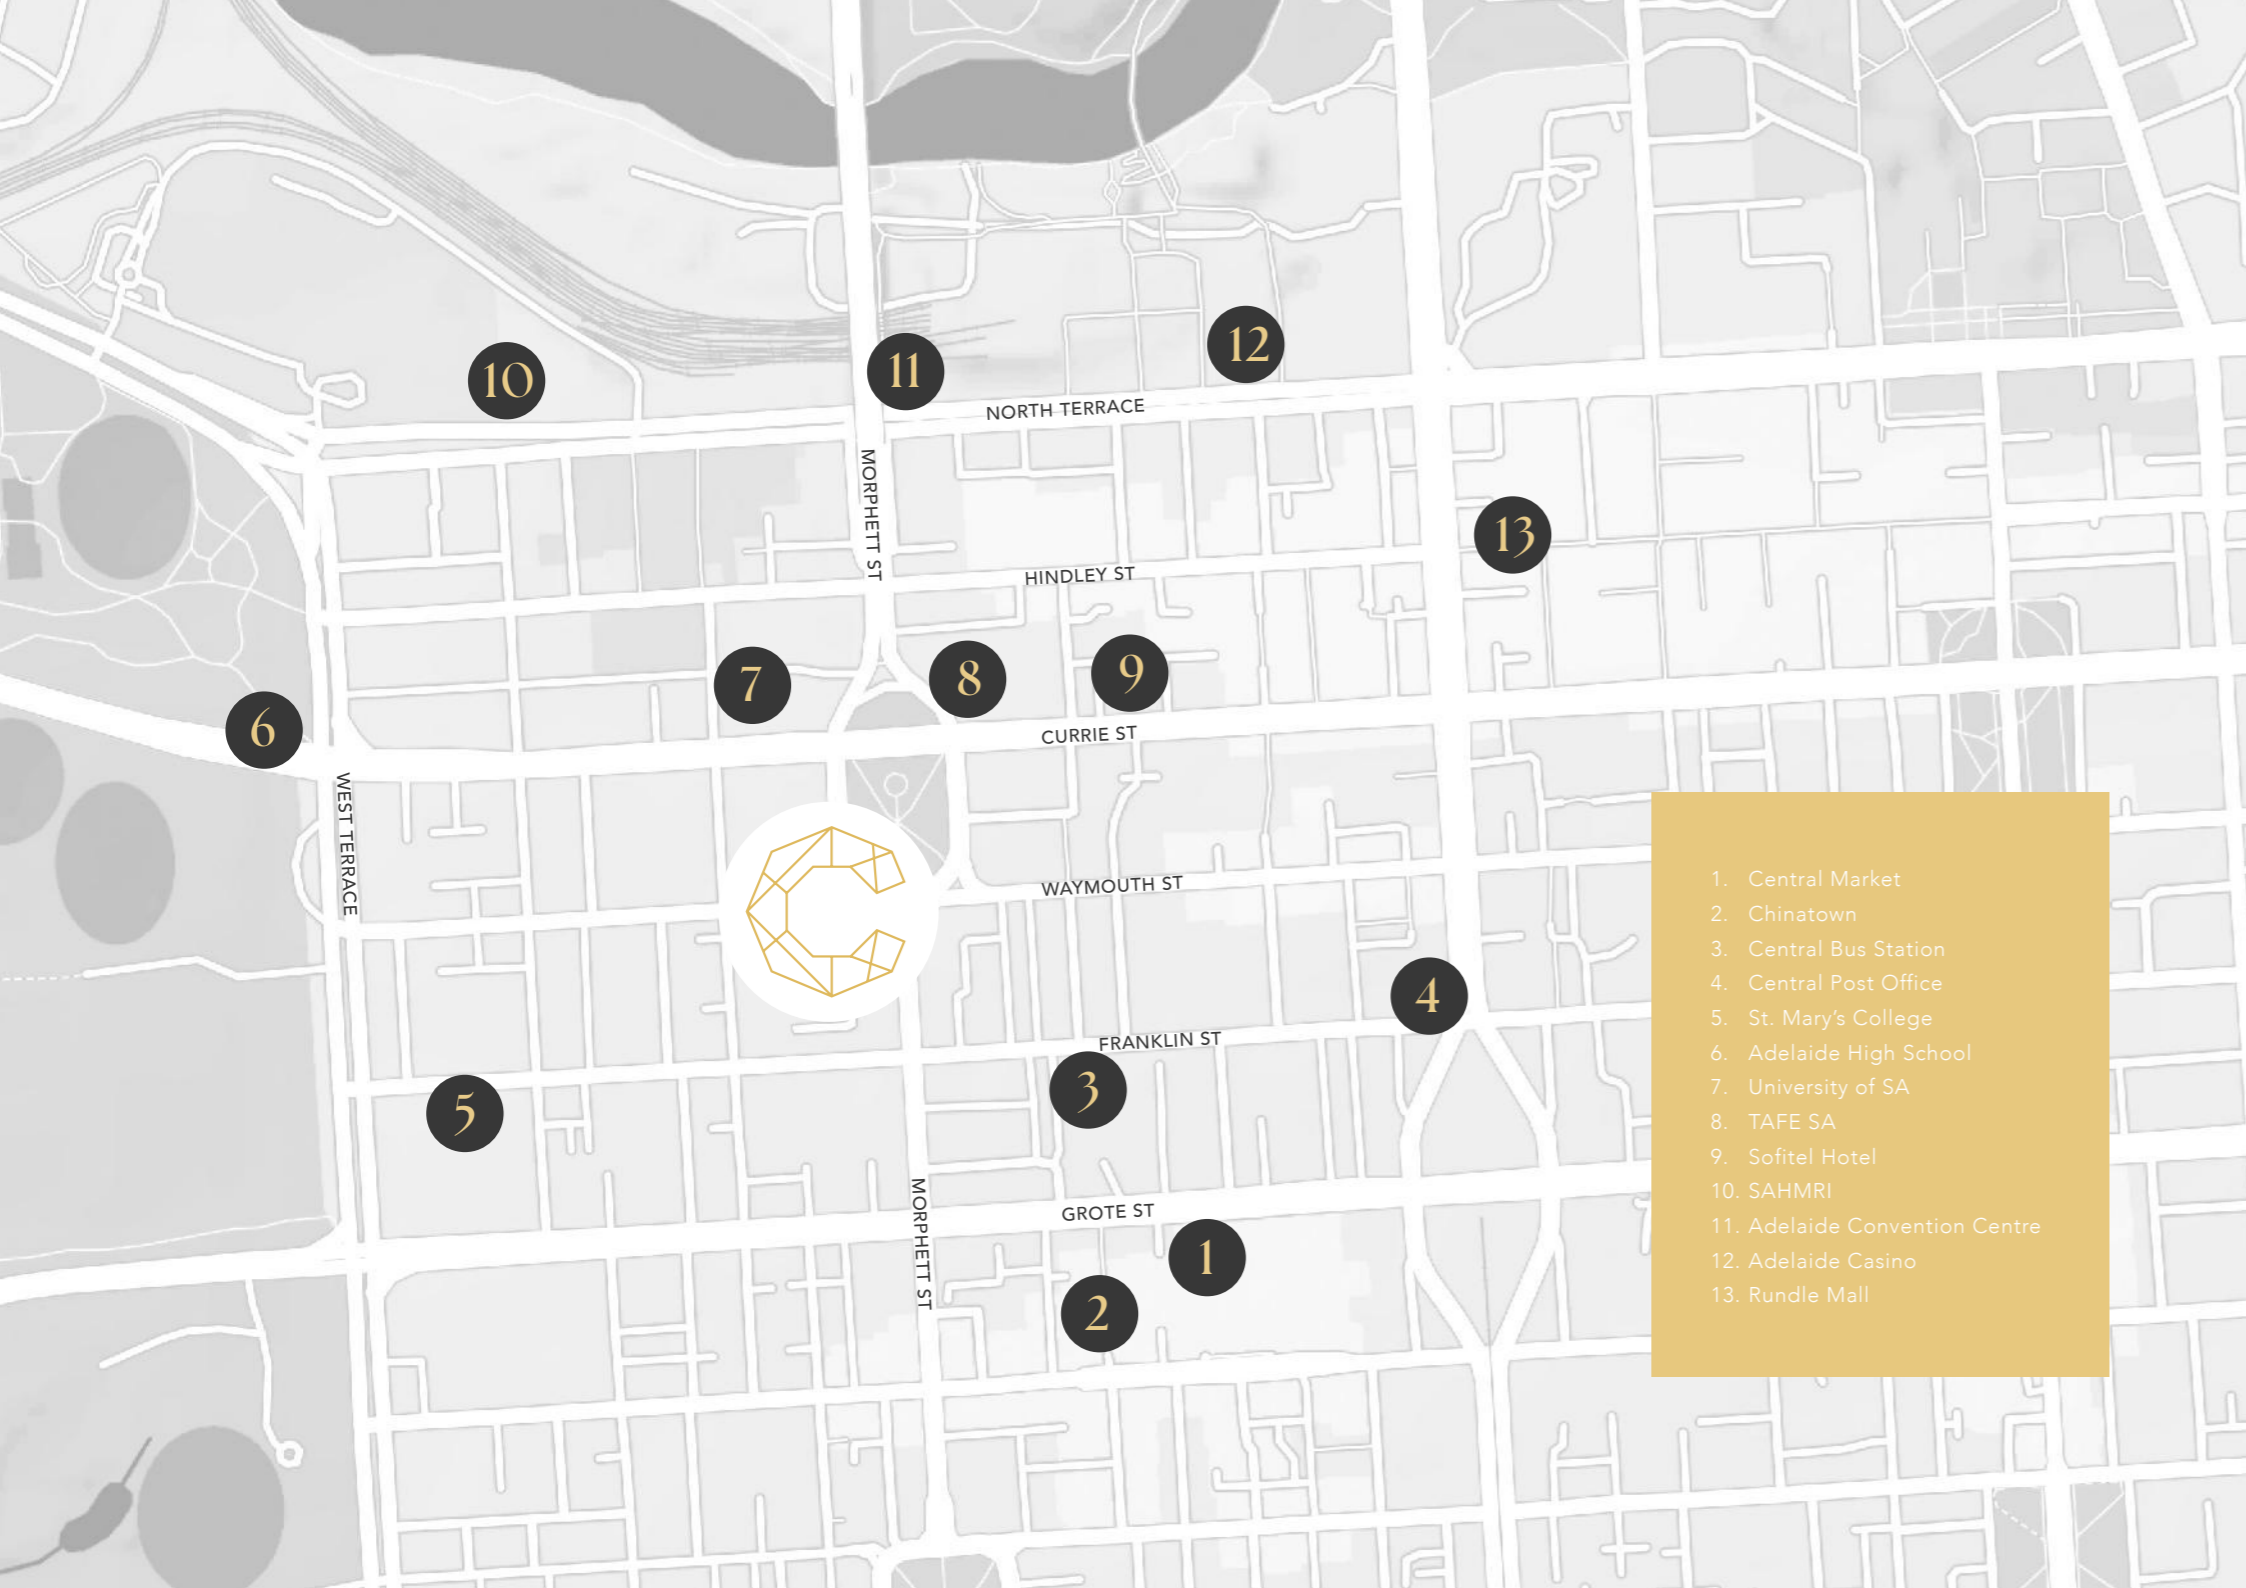 12
11
10
NORTH TERRACE
MORPHETT ST
13
HINDLEY ST
7
8
9
6
CURRIE ST
WEST TERRACE
C
WAYMOUTH ST
4
FRANKLIN ST
3
5
MORPHETT ST
GROTE ST
1
2
1. Central Market
2. Chinatown
3. Central Bus Station
4. Central Post Office
5. St. Mary’s College
6. Adelaide High School
7. University of SA
8. TAFE SA
9. Sofitel Hotel
10. SAHMRI
11. Adelaide Convention Centre
12. Adelaide Casino
13. Rundle Mall